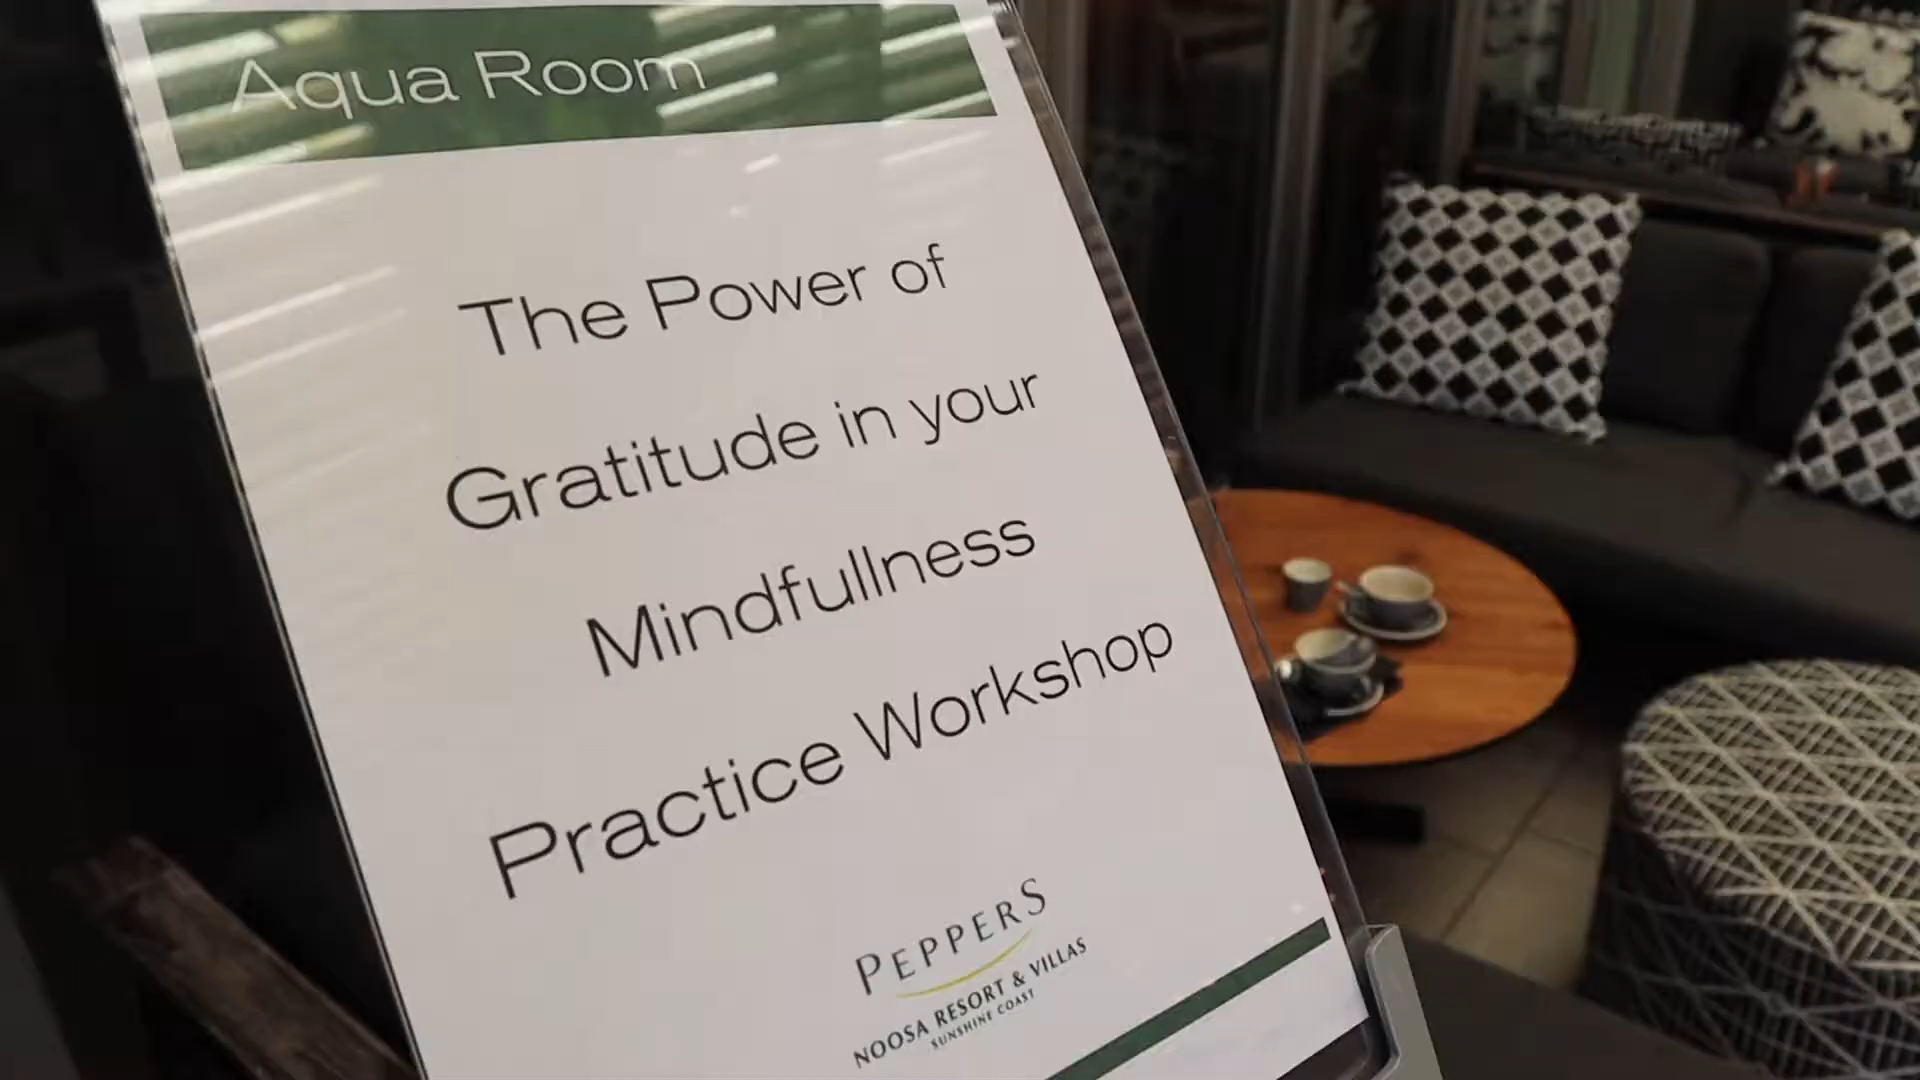 Aqua Room
The Power of
Gratitude in your
Mindfullness
Practice Workshop
PEPPERS
NOOSA RESORT & VILLAS
SUNSHINE COAST